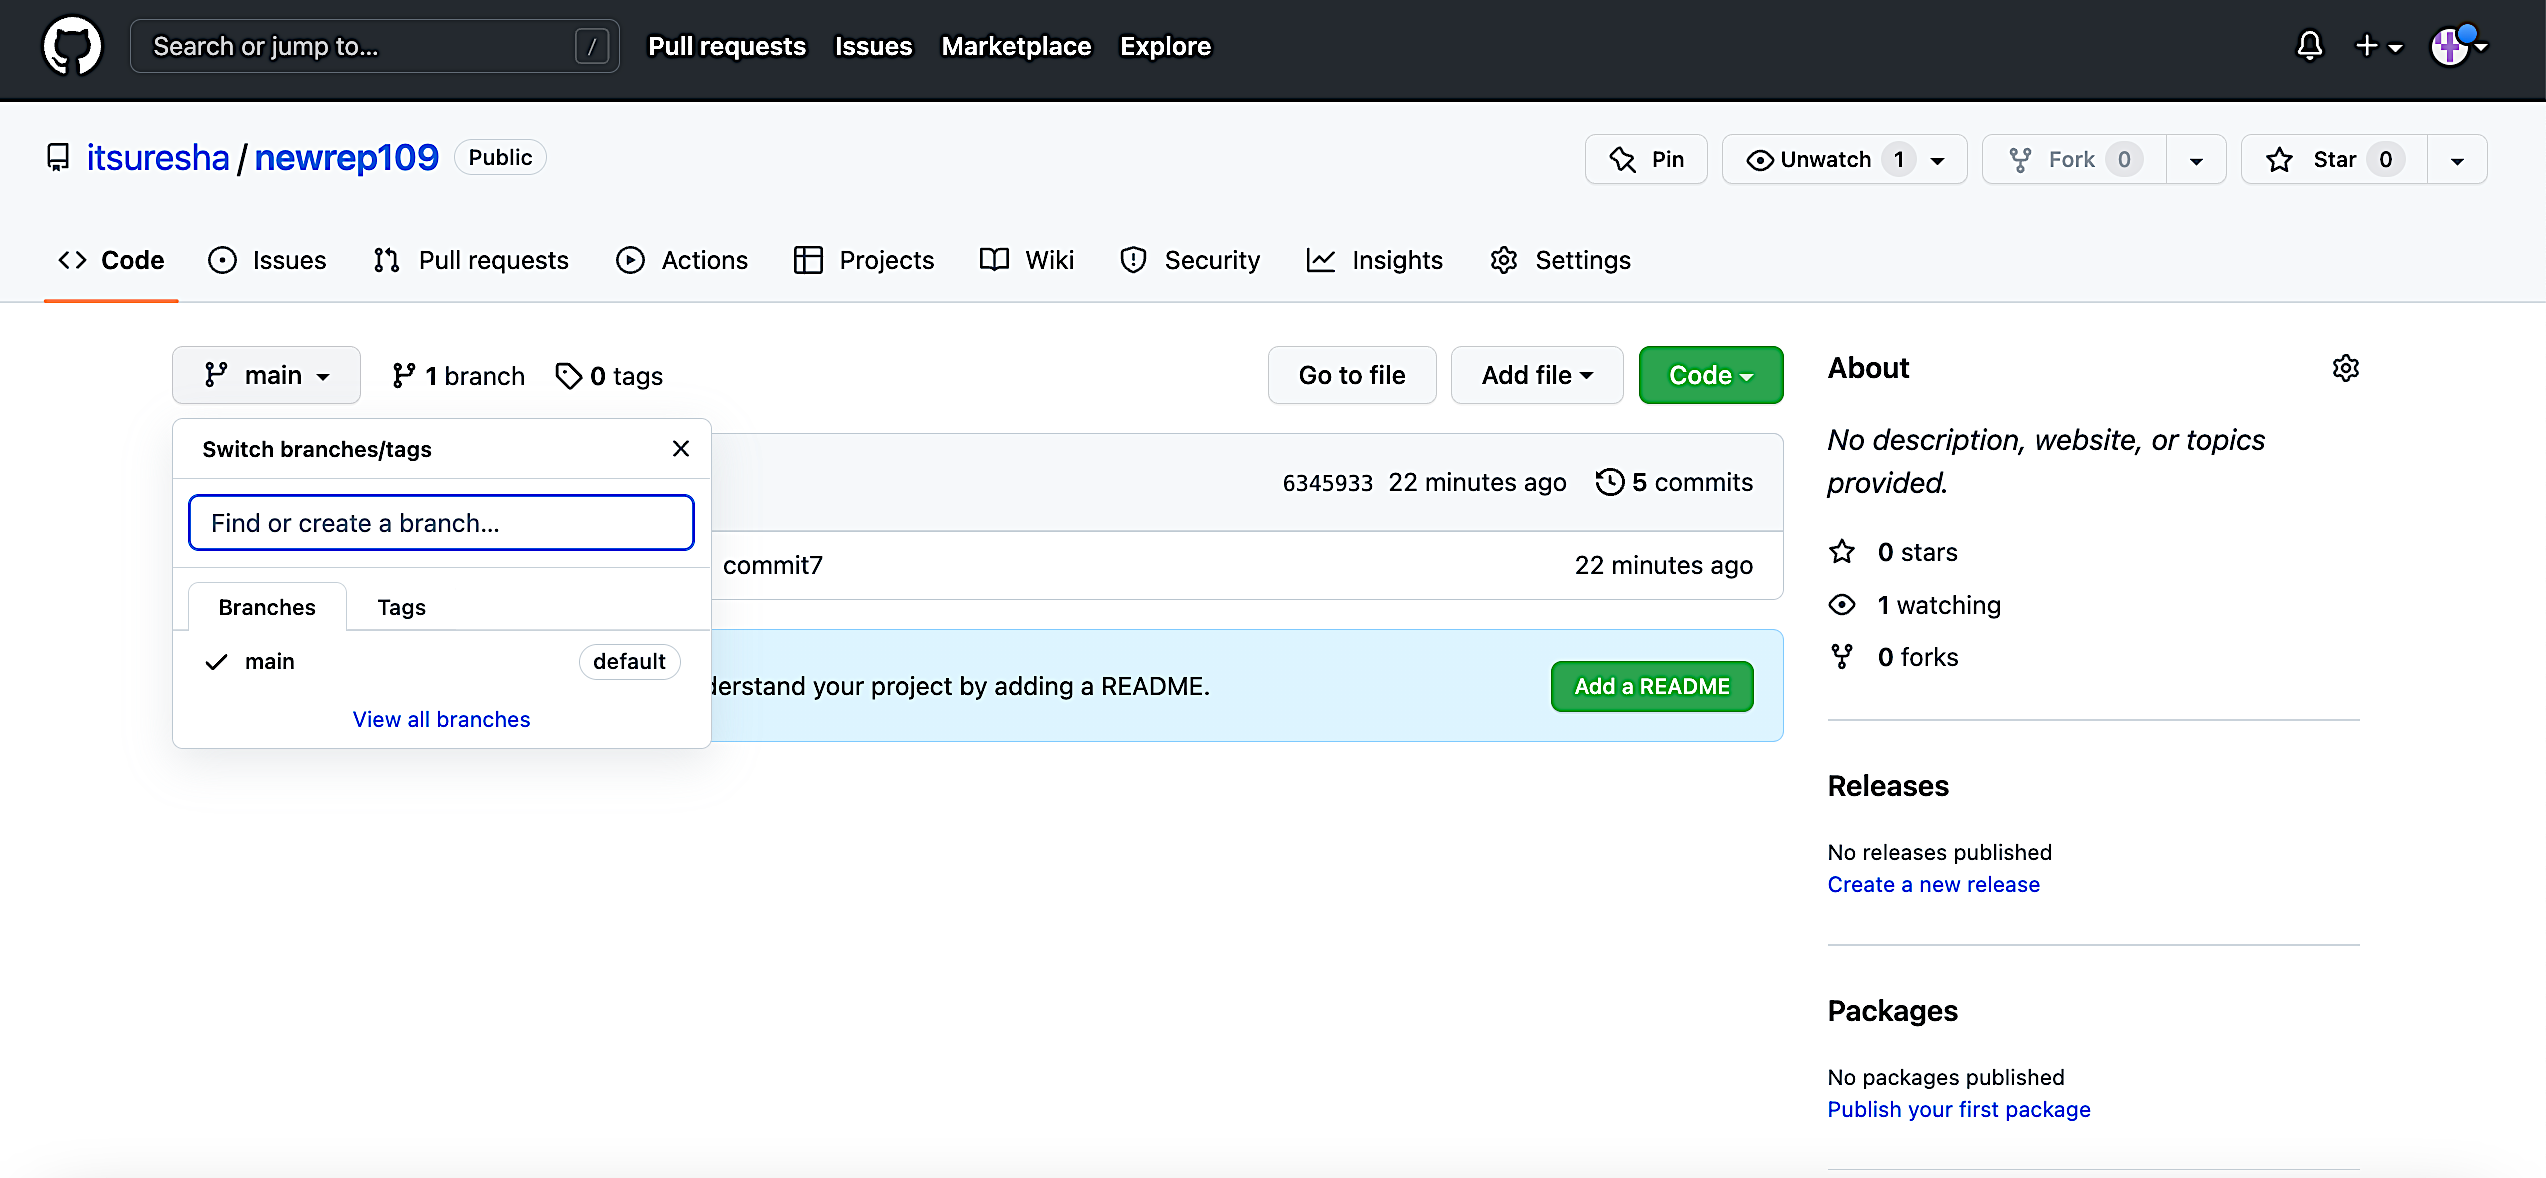 Search or jump to... /
Pull requests Issues Marketplace Explore
itsuresha / newrep109 Public
Pin Unwatch 1 Fork 0 Star 0
Code Issues Pull requests Actions Projects Wiki Security Insights Settings
main 1 branch 0 tags
Go to file Add file Code
Switch branches/tags
Find or create a branch...
Branches Tags
main default
View all branches
6345933 22 minutes ago 5 commits
commit7 22 minutes ago
derstand your project by adding a README. Add a README
About
No description, website, or topics
provided.
0 stars
1 watching
0 forks
Releases
No releases published
Create a new release
Packages
No packages published
Publish your first package